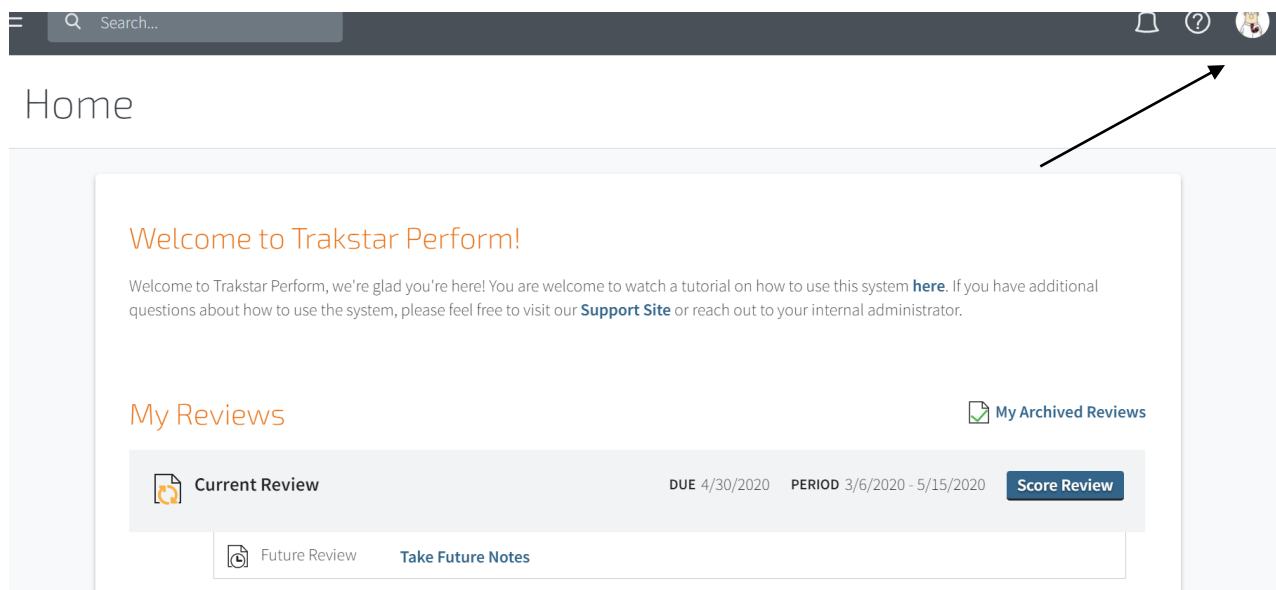 Search...
Home
Welcome to Trakstar Perform!
Welcome to Trakstar Perform, we're glad you're here! You are welcome to watch a tutorial on how to use this system here. If you have additional
questions about how to use the system, please feel free to visit our Support Site or reach out to your internal administrator.
My Reviews
My Archived Reviews
Current Review DUE 4/30/2020 PERIOD 3/6/2020 - 5/15/2020 Score Review
Future Review Take Future Notes